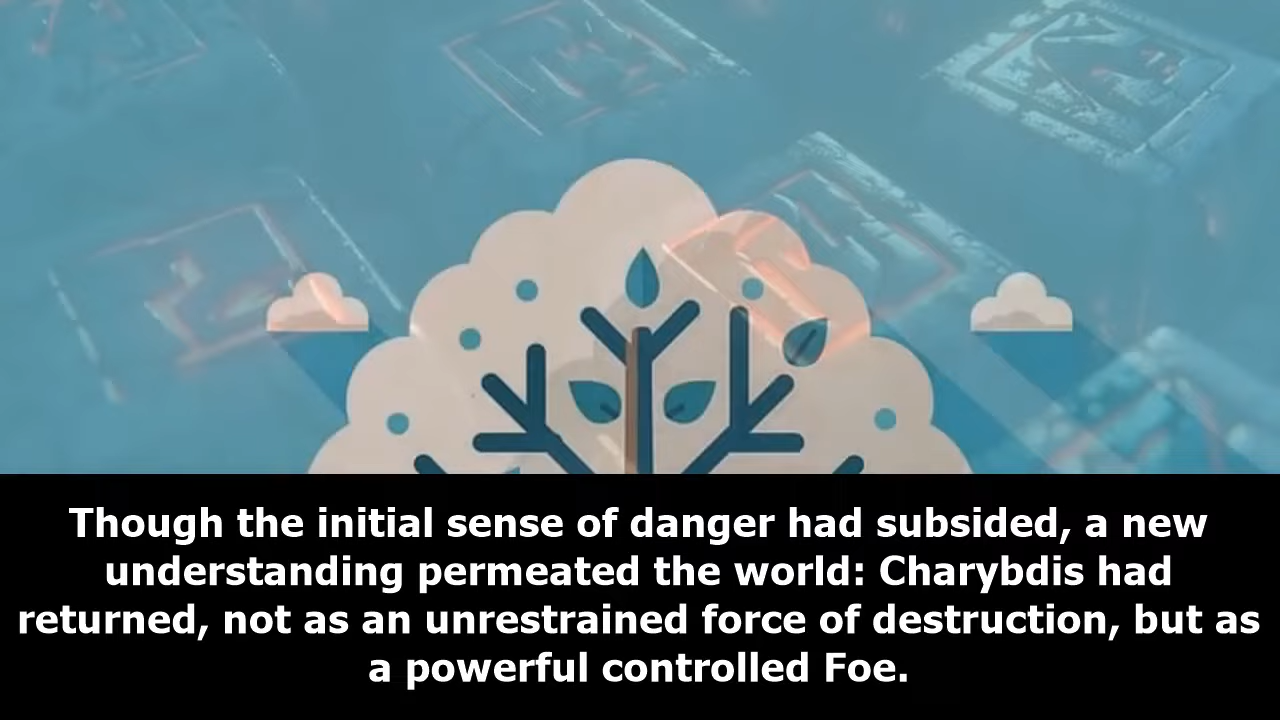 Though the initial sense of danger had subsided, a new
understanding permeated the world: Charybdis had
returned, not as an unrestrained force of destruction, but as
a powerful controlled Foe.